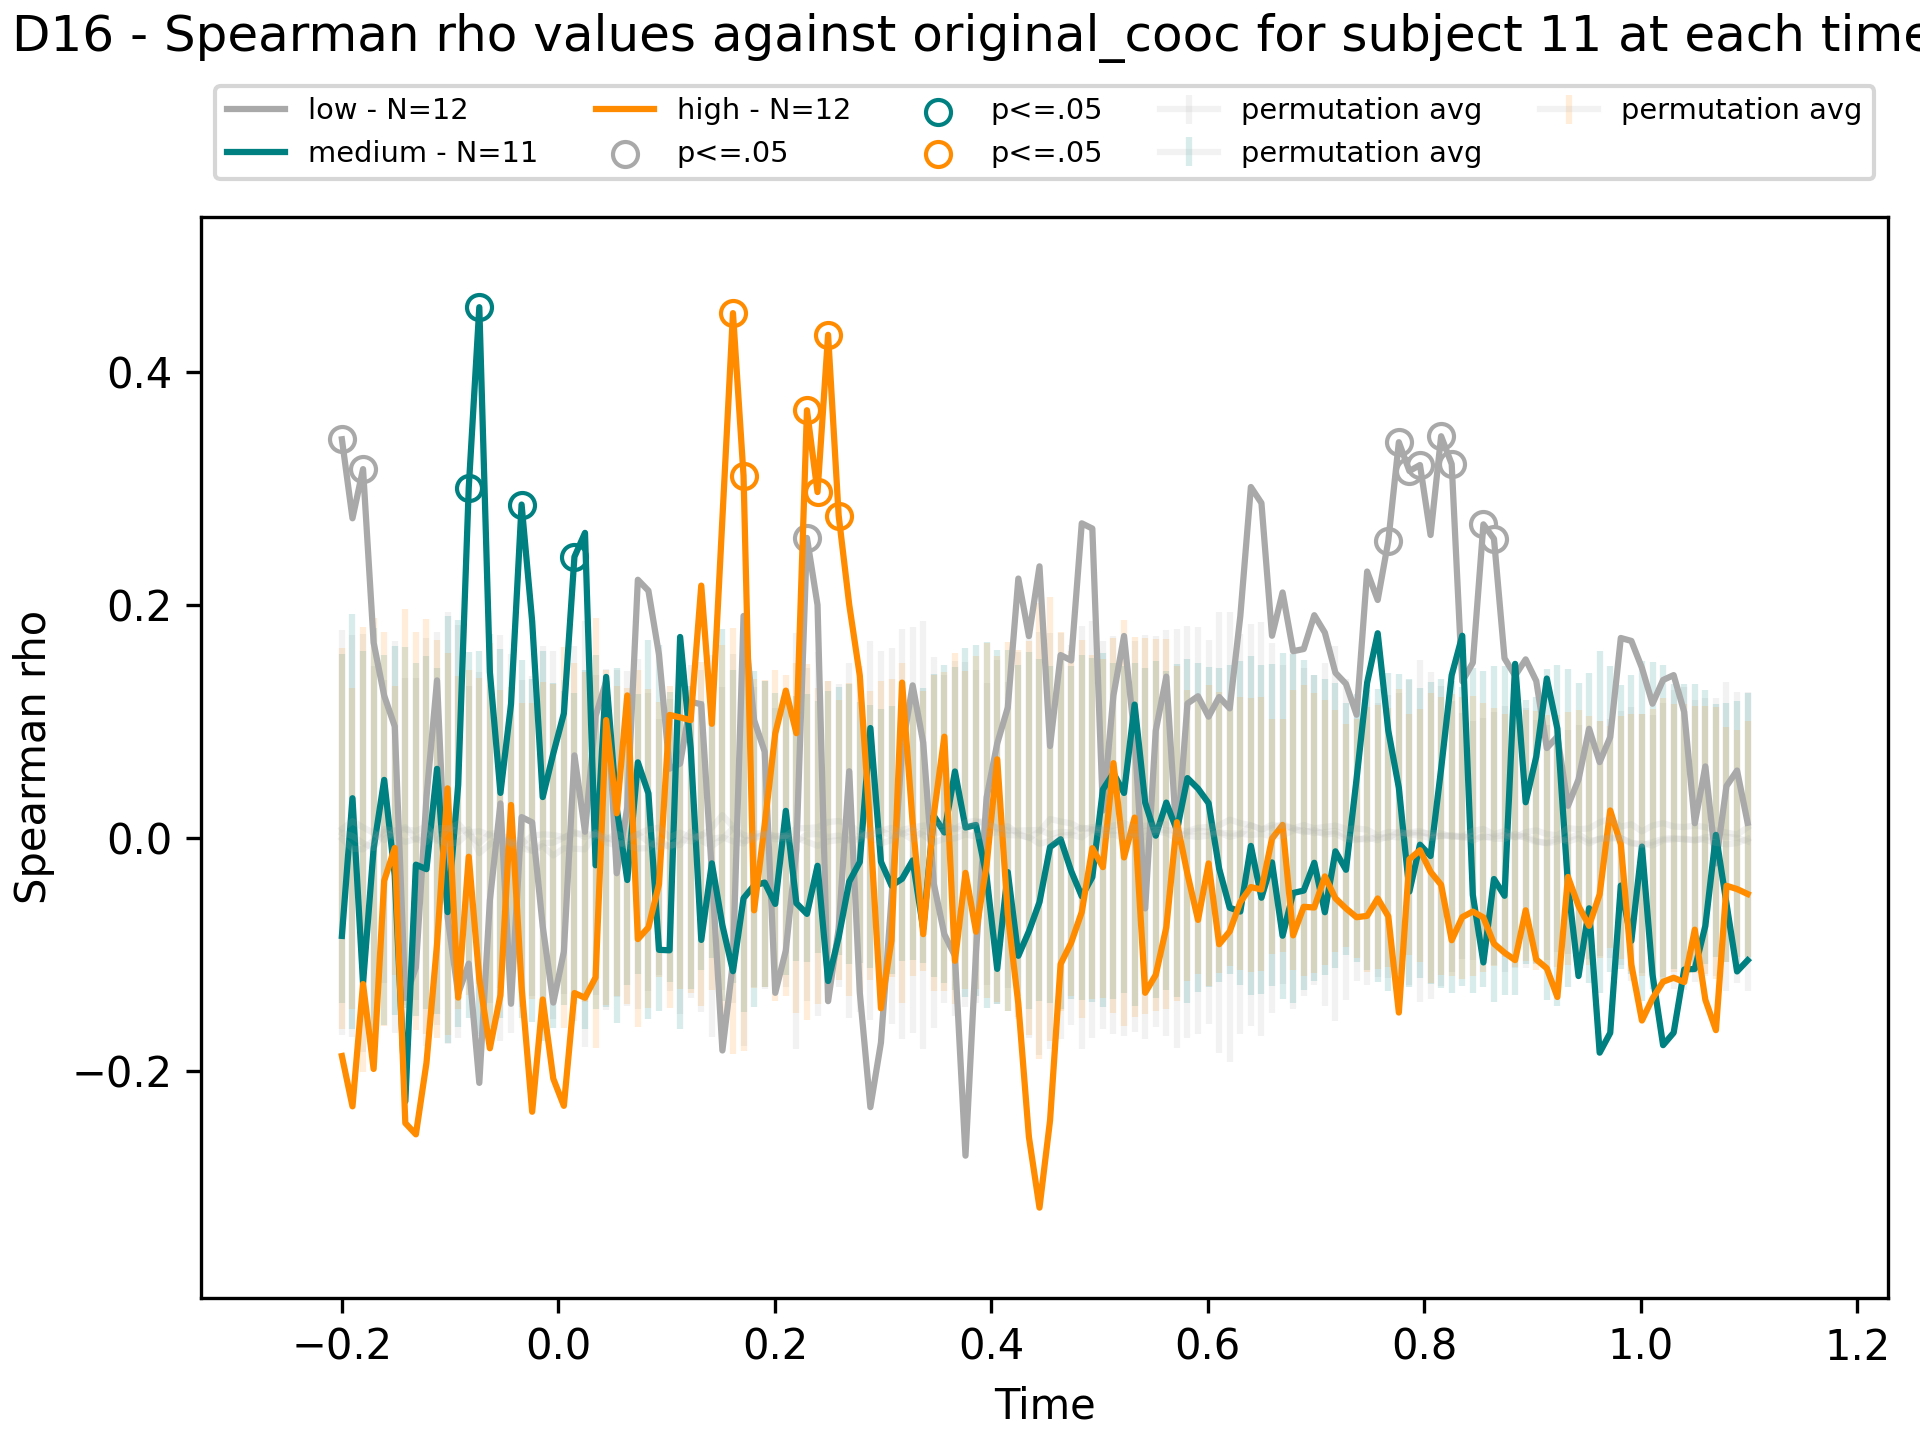 D16 - Spearman rho values against original_cooc for subject 11 at each time
low - N=12
medium - N=11
high - N=12
p<=.05
p<=.05
p<=.05
permutation avg
permutation avg
permutation avg
Spearman rho
0.4
0.2
0.0
−0.2
−0.2
0.0
0.2
0.4
0.6
0.8
1.0
1.2
Time